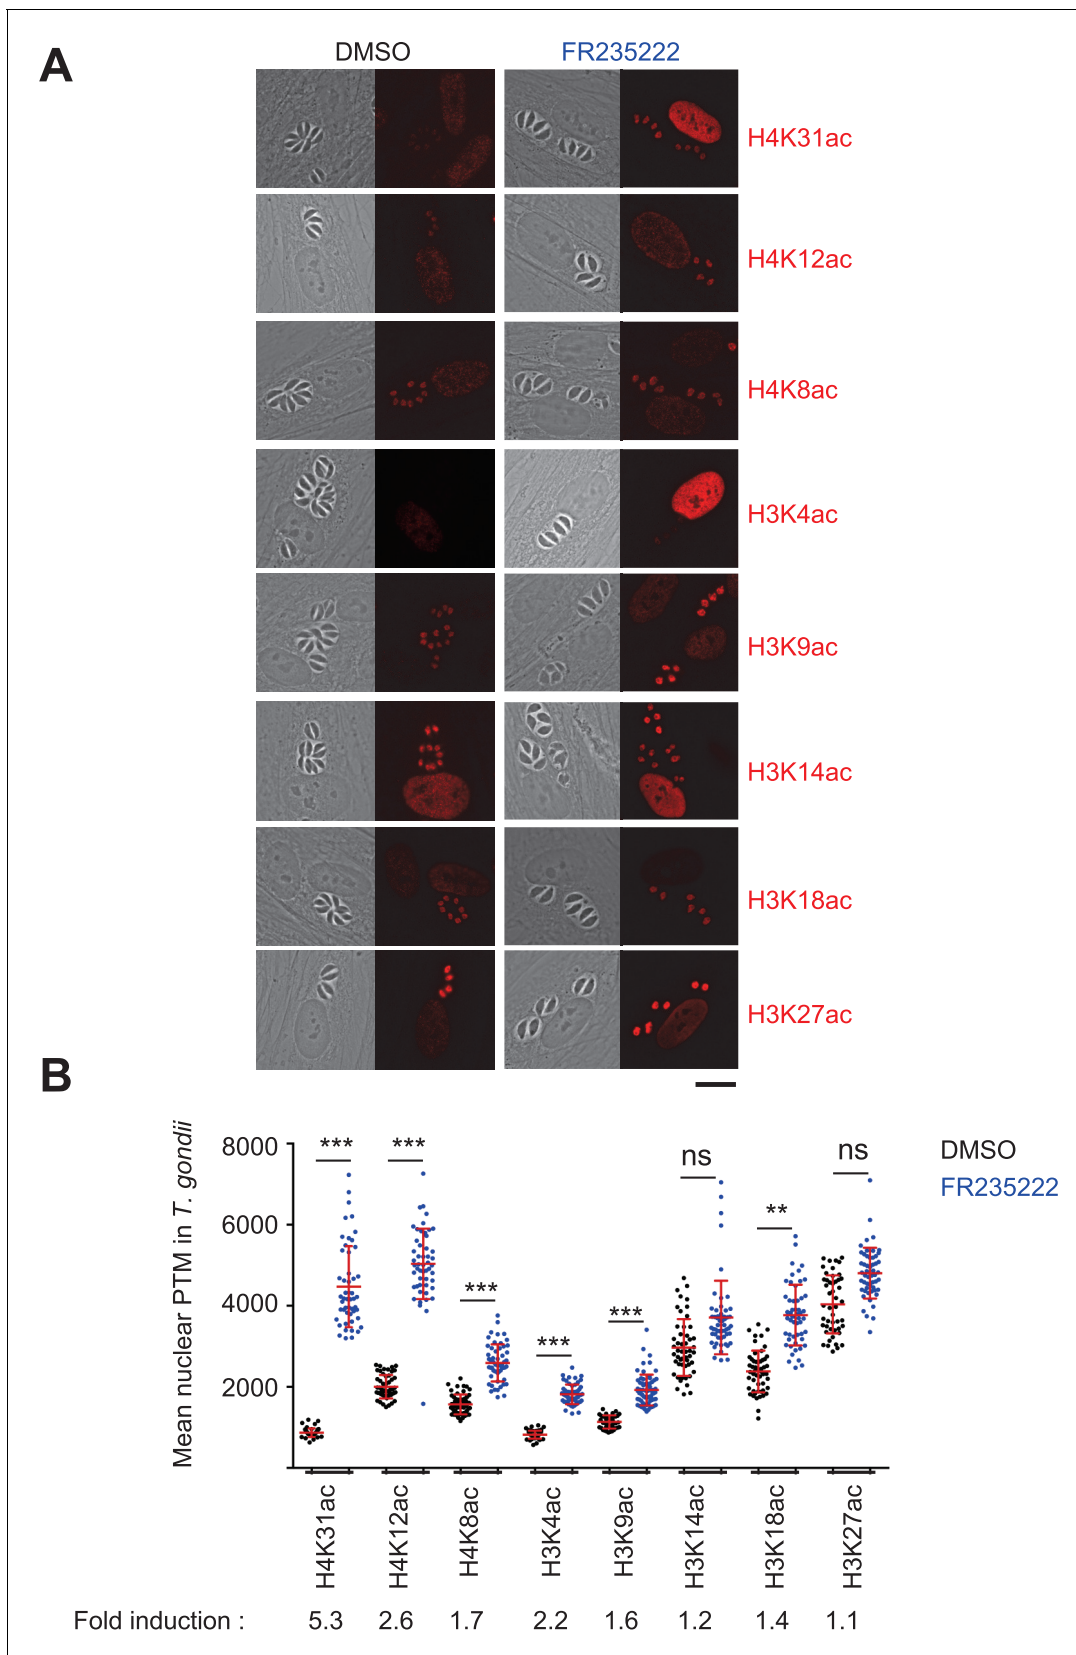 A
DMSO FR235222
H4K31ac
H4K12ac
H4K8ac
H3K4ac
H3K9ac
H3K14ac
H3K18ac
H3K27ac
B
Mean nuclear PTM in T. gondii
8000
6000
4000
2000
*** *** *** *** *** ns ** ns
DMSO
FR235222
H4K31ac H4K12ac H4K8ac H3K4ac H3K9ac H3K14ac H3K18ac H3K27ac
Fold induction : 5.3 2.6 1.7 2.2 1.6 1.2 1.4 1.1